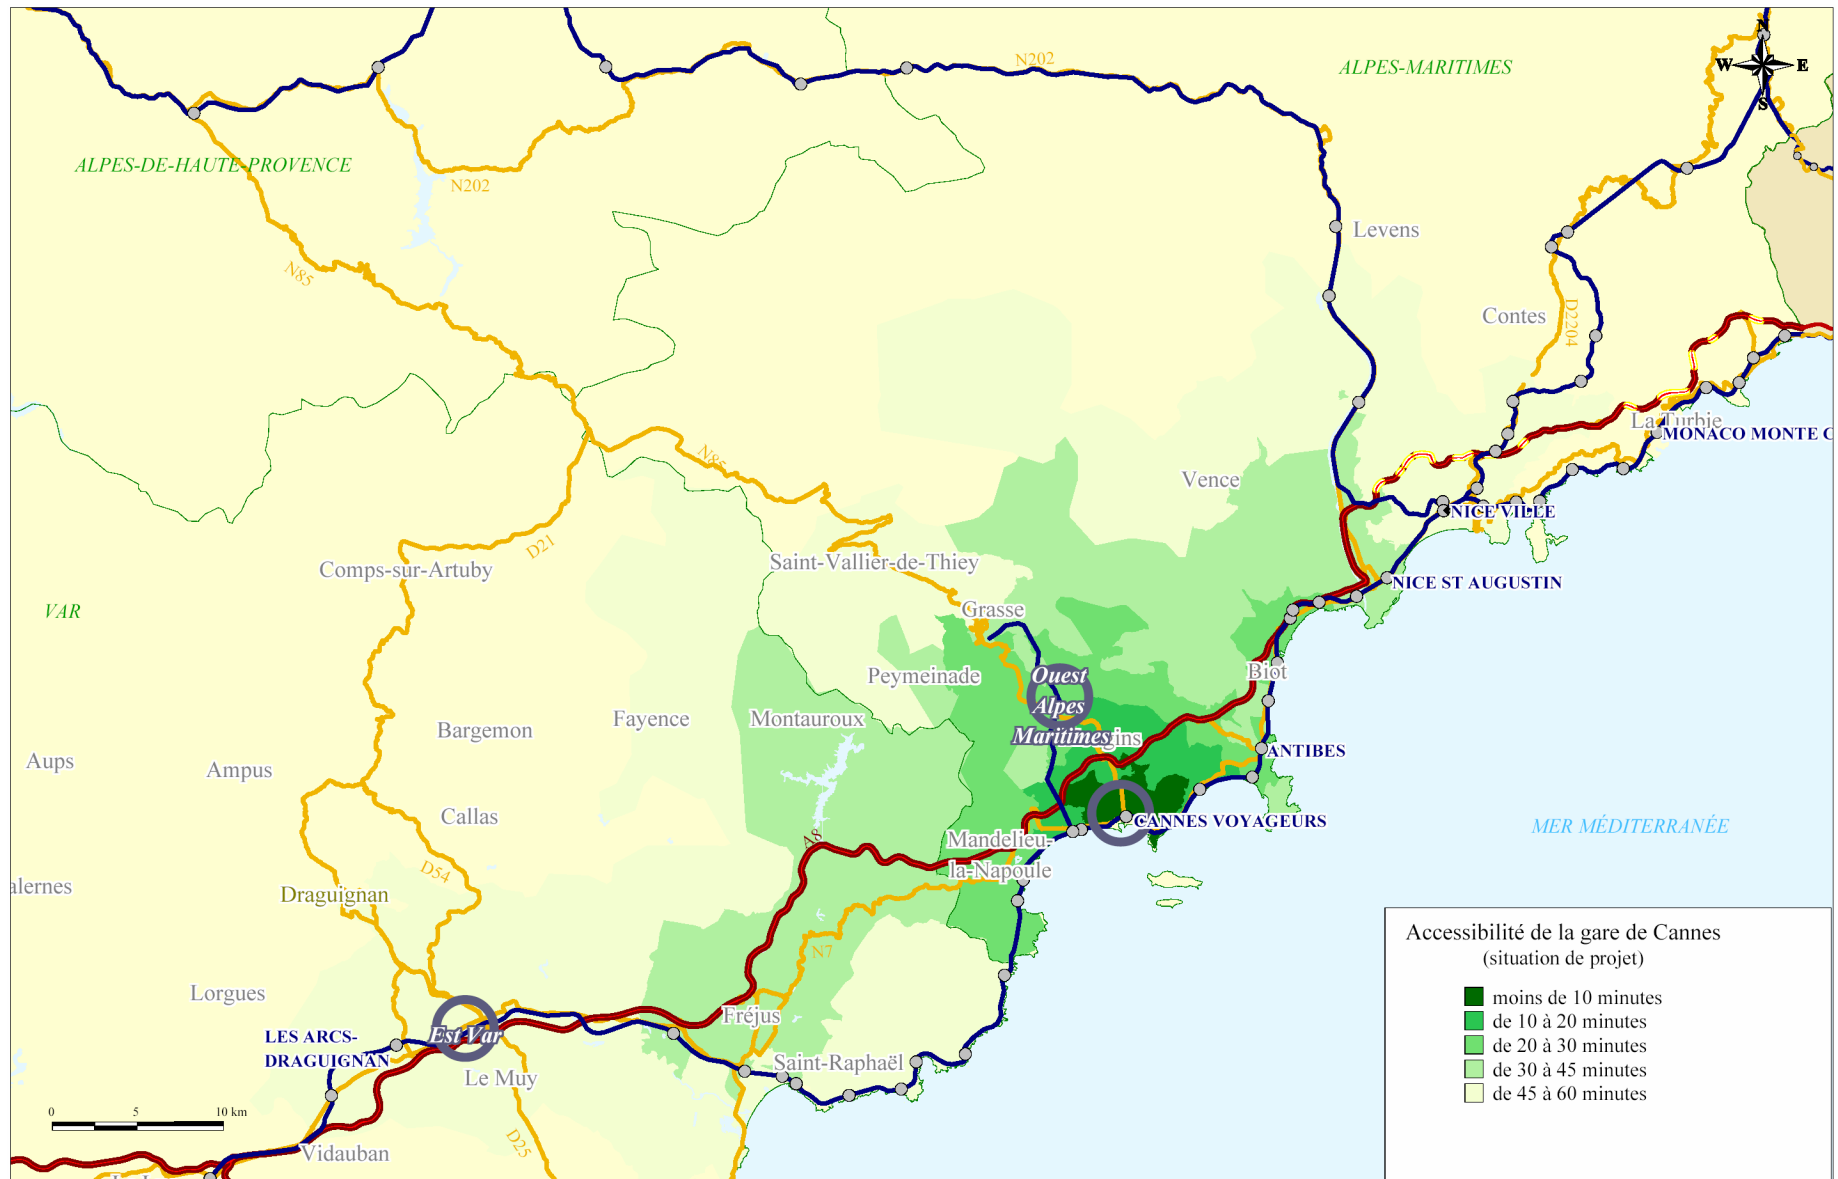 N
W
E
S
N202
ALPES-MARITIMES
ALPES-DE-HAUTE-PROVENCE
N202
Levens
N85
Contes
D2204
La Turbie
MONACO MONTE C
N85
Vence
NICE VILLE
D21
Comps-sur-Artuby
Saint-Vallier-de-Thiey
NICE ST AUGUSTIN
VAR
Grasse
Peymeinade
Ouest
Alpes
Maritimes
gins
Biot
Fayence
Montauroux
Bargemon
ANTIBES
Aups
Ampus
Callas
CANNES VOYAGEURS
MER MÉDITERRANÉE
A8
Mandelieu-
la-Napoule
D54
alernes
Draguignan
N7
Lorgues
Fréjus
LES ARCS-
DRAGUIGNAN
Est Var
Saint-Raphaël
Le Muy
0 5 10 km
D25
Vidauban
Accessibilité de la gare de Cannes
(situation de projet)
moins de 10 minutes
de 10 à 20 minutes
de 20 à 30 minutes
de 30 à 45 minutes
de 45 à 60 minutes